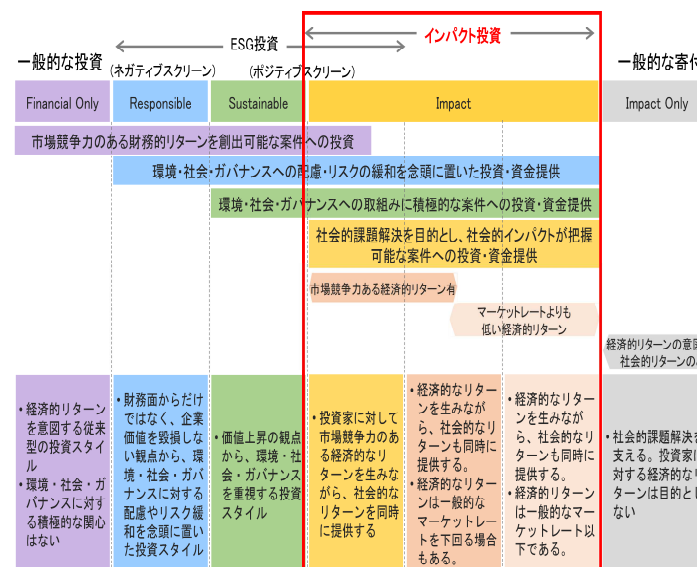 ESG投資
インパクト投資
一般的な投資
(ネガティブスクリーン)
(ポジティブスクリーン)
一般的な寄付
Financial Only
Responsible
Sustainable
Impact
Impact Only
市場競争力のある財務的リターンを創出可能な案件への投資
環境・社会・ガバナンスへの配慮・リスクの緩和を念頭に置いた投資・資金提供
環境・社会・ガバナンスへの取組みに積極的な案件への投資・資金提供
社会的課題解決を目的とし、社会的インパクトが把握
可能な案件への投資・資金提供
市場競争力ある経済的リターン有
マーケットレートよりも
低い経済的リターン
経済的リターンの意図
社会的リターンの
・経済的リターン
を意図する従来
型の投資スタイ
ル
・環境・社会・ガ
バナンスに対す
る積極的な関心
はない
・財務面からだけ
ではなく、企業
価値を毀損しな
い観点から、環
境・社会・ガバ
ナンスに対する
配慮やリスク緩
和を念頭に置い
た投資スタイル
・価値上昇の観点
から、環境・社
会・ガバナンス
を重視する投資
スタイル
・投資家に対して
市場競争力のあ
る経済的なリ
ターンを生みな
がら、社会的な
リターンを同時
に提供する
・経済的なリター
ンを生みなが
ら、社会的なリ
ターンも同時に
提供する。
・経済的なリター
ンは一般的な
マーケットレー
トを下回る場合
もある。
・経済的なリター
ンを生みなが
ら、社会的なリ
ターンも同時に
提供する。
・経済的リターン
は一般的なマー
ケットレート以
下である。
・社会的課題解決を
支える。投資家に
対する経済的なリ
ターンは目的とし
ない